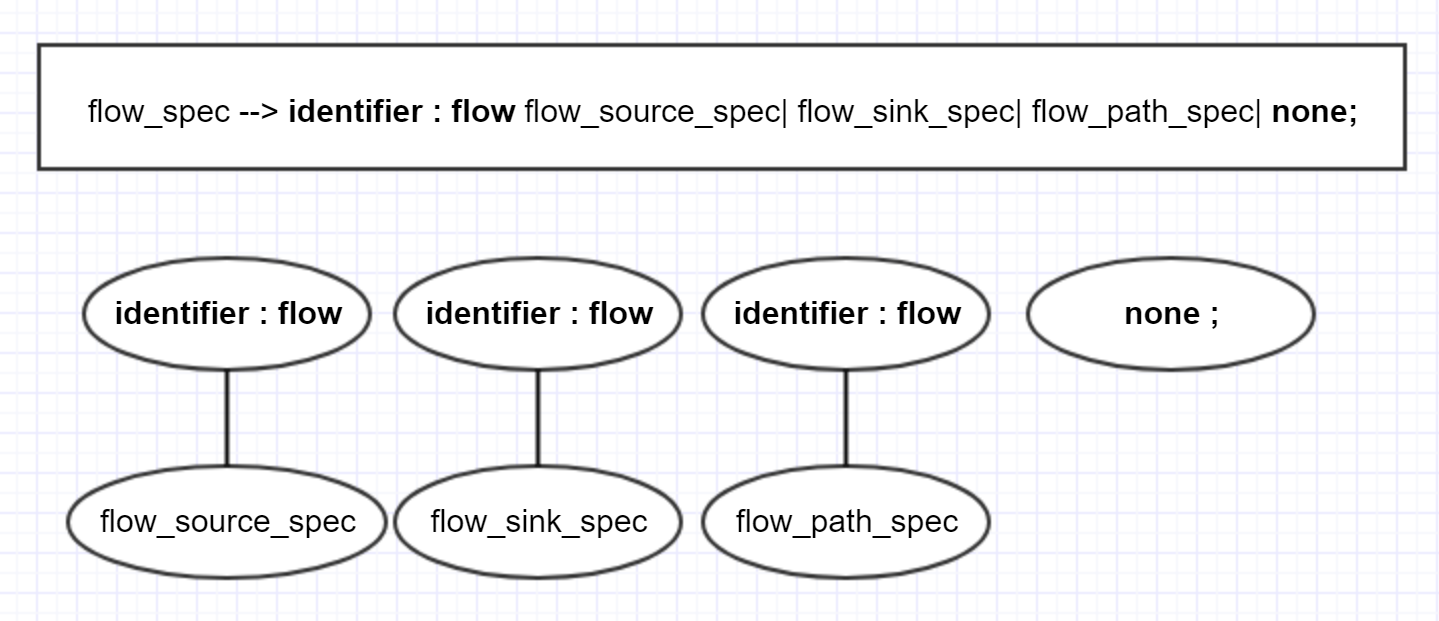 flow_spec --> identifier : flow flow_source_spec| flow_sink_spec| flow_path_spec| none;
identifier : flow
identifier : flow
identifier : flow
none ;
flow_source_spec
flow_sink_spec
flow_path_spec